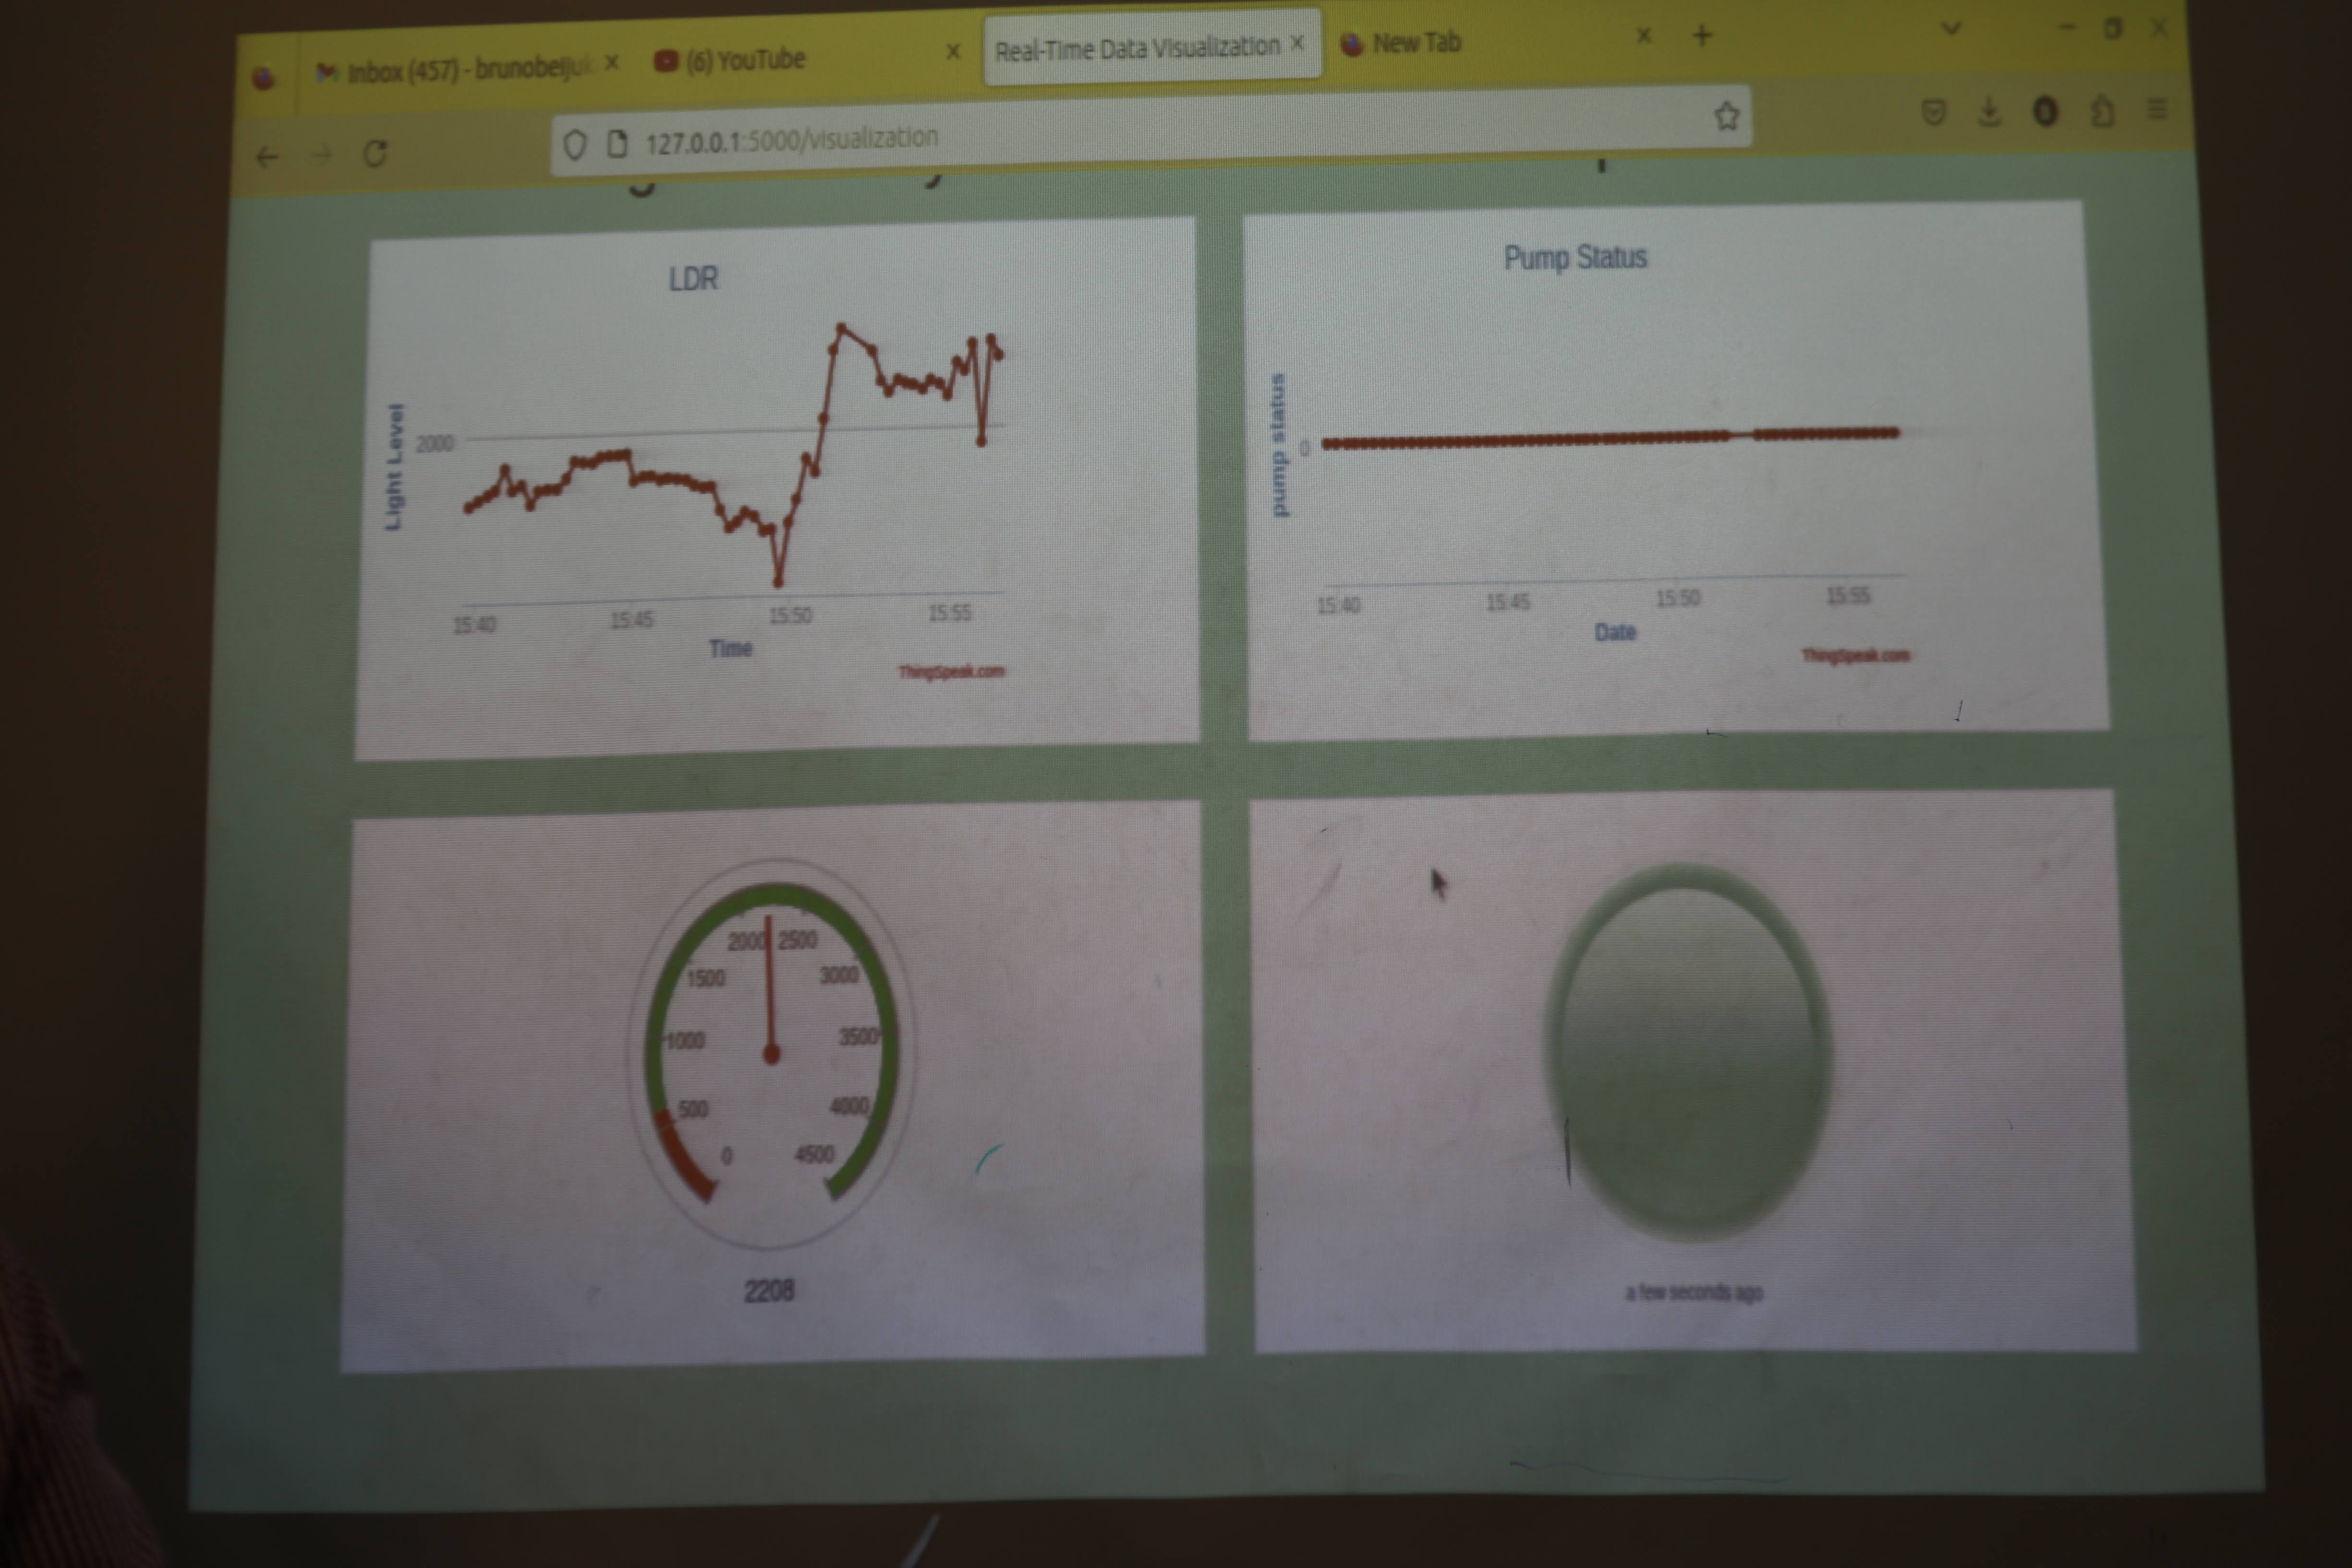 Inbox (457) - brunobeijuk
(6) YouTube
Real-Time Data Visualization
New Tab
127.0.0.1:5000/visualization
LDR
Light Level
2000
15:40
15:45
15:50
15:55
Time
ThingSpeak.com
Pump Status
pump status
0
15:40
15:45
15:50
15:55
Date
ThingSpeak.com
2000
2500
1500
3000
1000
3500
500
4000
0
4500
2208
a few seconds ago